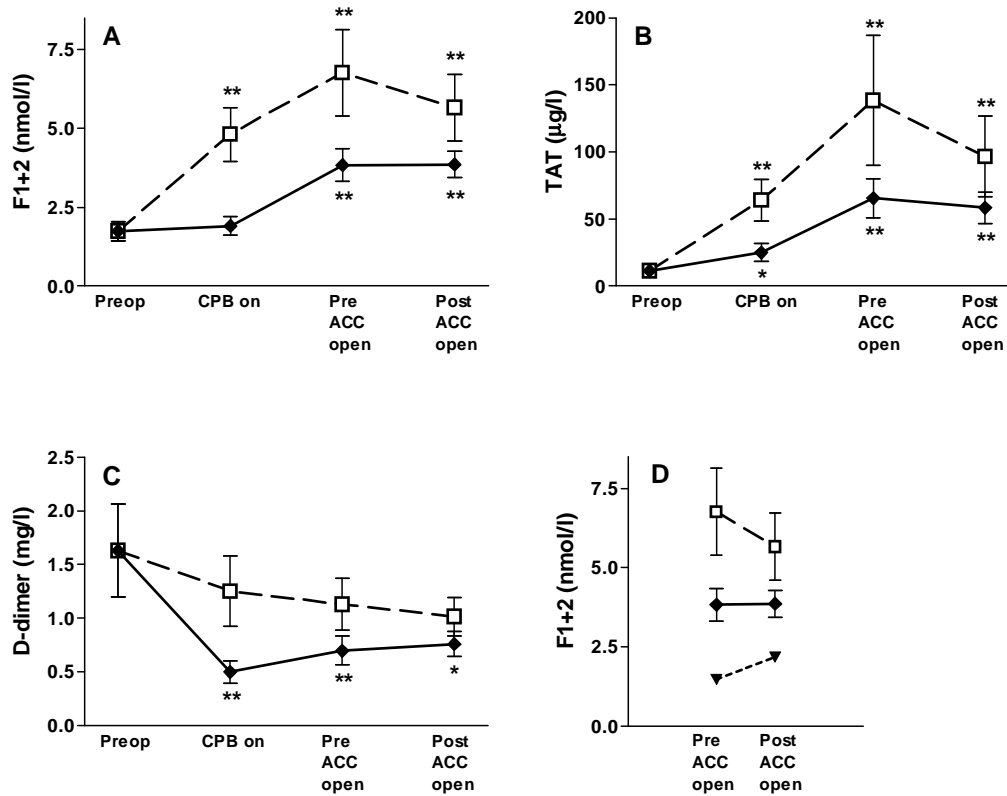 A
F1+2 (nmol/l)
7.5
5.0
2.5
0.0
**
**
**
**
**
Preop
CPB on
Pre
ACC
open
Post
ACC
open
B
TAT (µg/l)
200
150
100
50
0
**
**
**
*
**
**
Preop
CPB on
Pre
ACC
open
Post
ACC
open
C
D-dimer (mg/l)
2.5
2.0
1.5
1.0
0.5
0.0
**
**
*
Preop
CPB on
Pre
ACC
open
Post
ACC
open
D
F1+2 (nmol/l)
7.5
5.0
2.5
0.0
Pre
ACC
open
Post
ACC
open